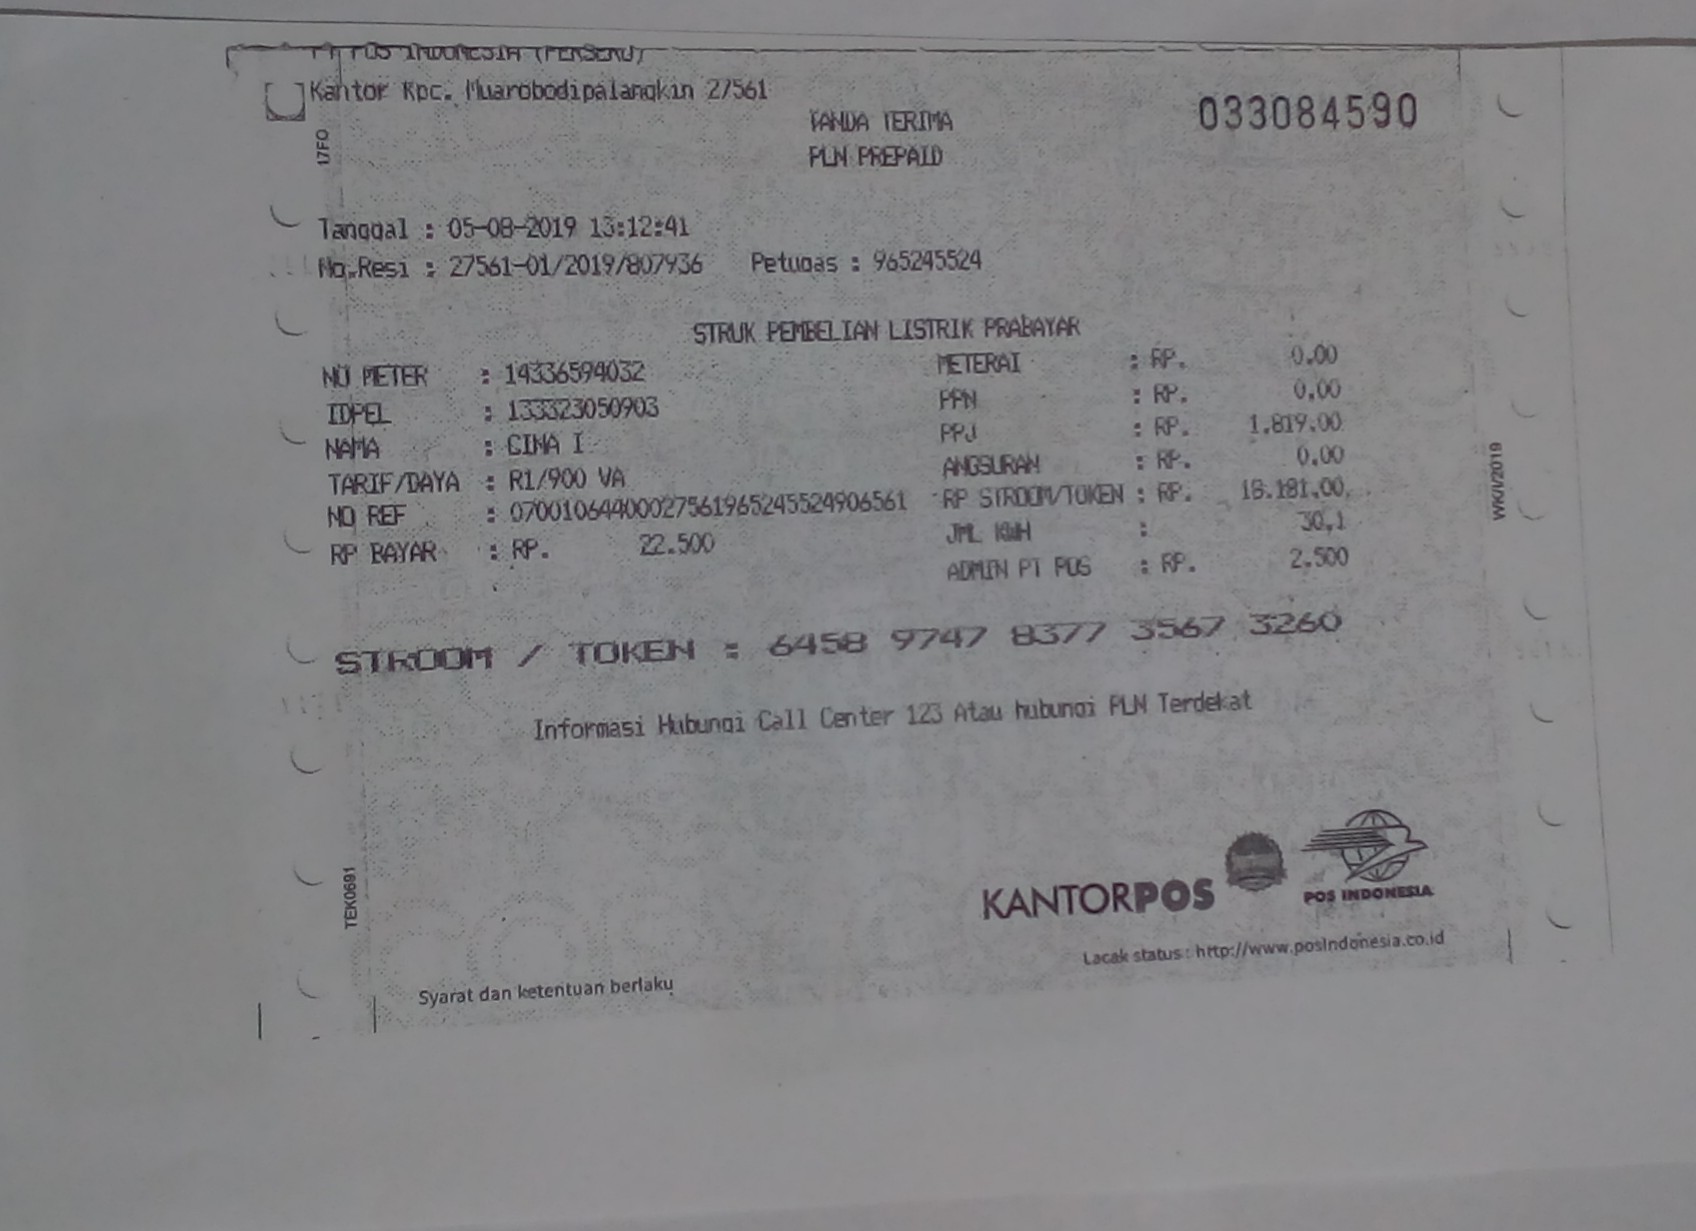 PT POS INDONESIA (PERSERO)
Kantor Kpc. Muarobodipalangkin 27561
033084590
TANDA TERIMA
PLN PREPAID
17FO
Tanggal : 05-08-2019 13:12:41
No.Resi : 27561-01/2019/807936 Petugas : 965245524
STRUK PEMBELIAN LISTRIK PRABAYAR
NO METER : 14336594032 METERAI : RP. 0.00
IDPEL : 133323050903 PPN : RP. 0.00
NAMA : CIMA I PPJ : RP. 1.819.00
TARIF/DAYA : R1/900 VA ANGSURAN : RP. 0.00
NO REF : 07001064400027561965245524906561 RP STROOM/TOKEN : RP. 18.181.00
RP BAYAR : RP. 22.500 JML KWH : 30,1
ADMIN PT POS : RP. 2.500
WK/I/2019
STROOM / TOKEN : 6458 9747 8377 3567 3260
Informasi Hubungi Call Center 123 Atau hubungi PLN Terdekat
TEK0691
KANTORPOS
POS INDONESIA
Lacak status : http://www.posindonesia.co.id
Syarat dan ketentuan berlaku